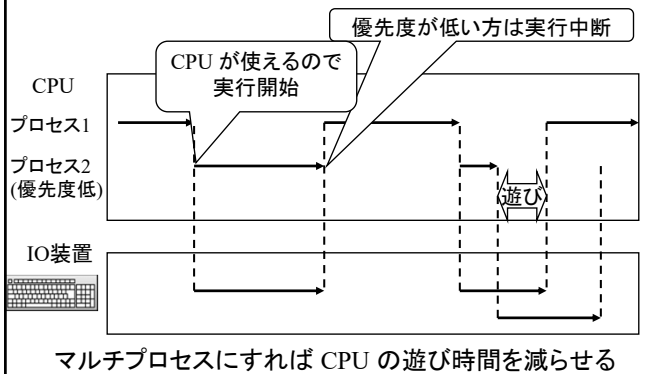 優先度が低い方は実行中断
CPU が使えるので
実行開始
CPU
プロセス1
プロセス2
(優先度低)
遊び
IO装置
マルチプロセスにすれば CPU の遊び時間を減らせる